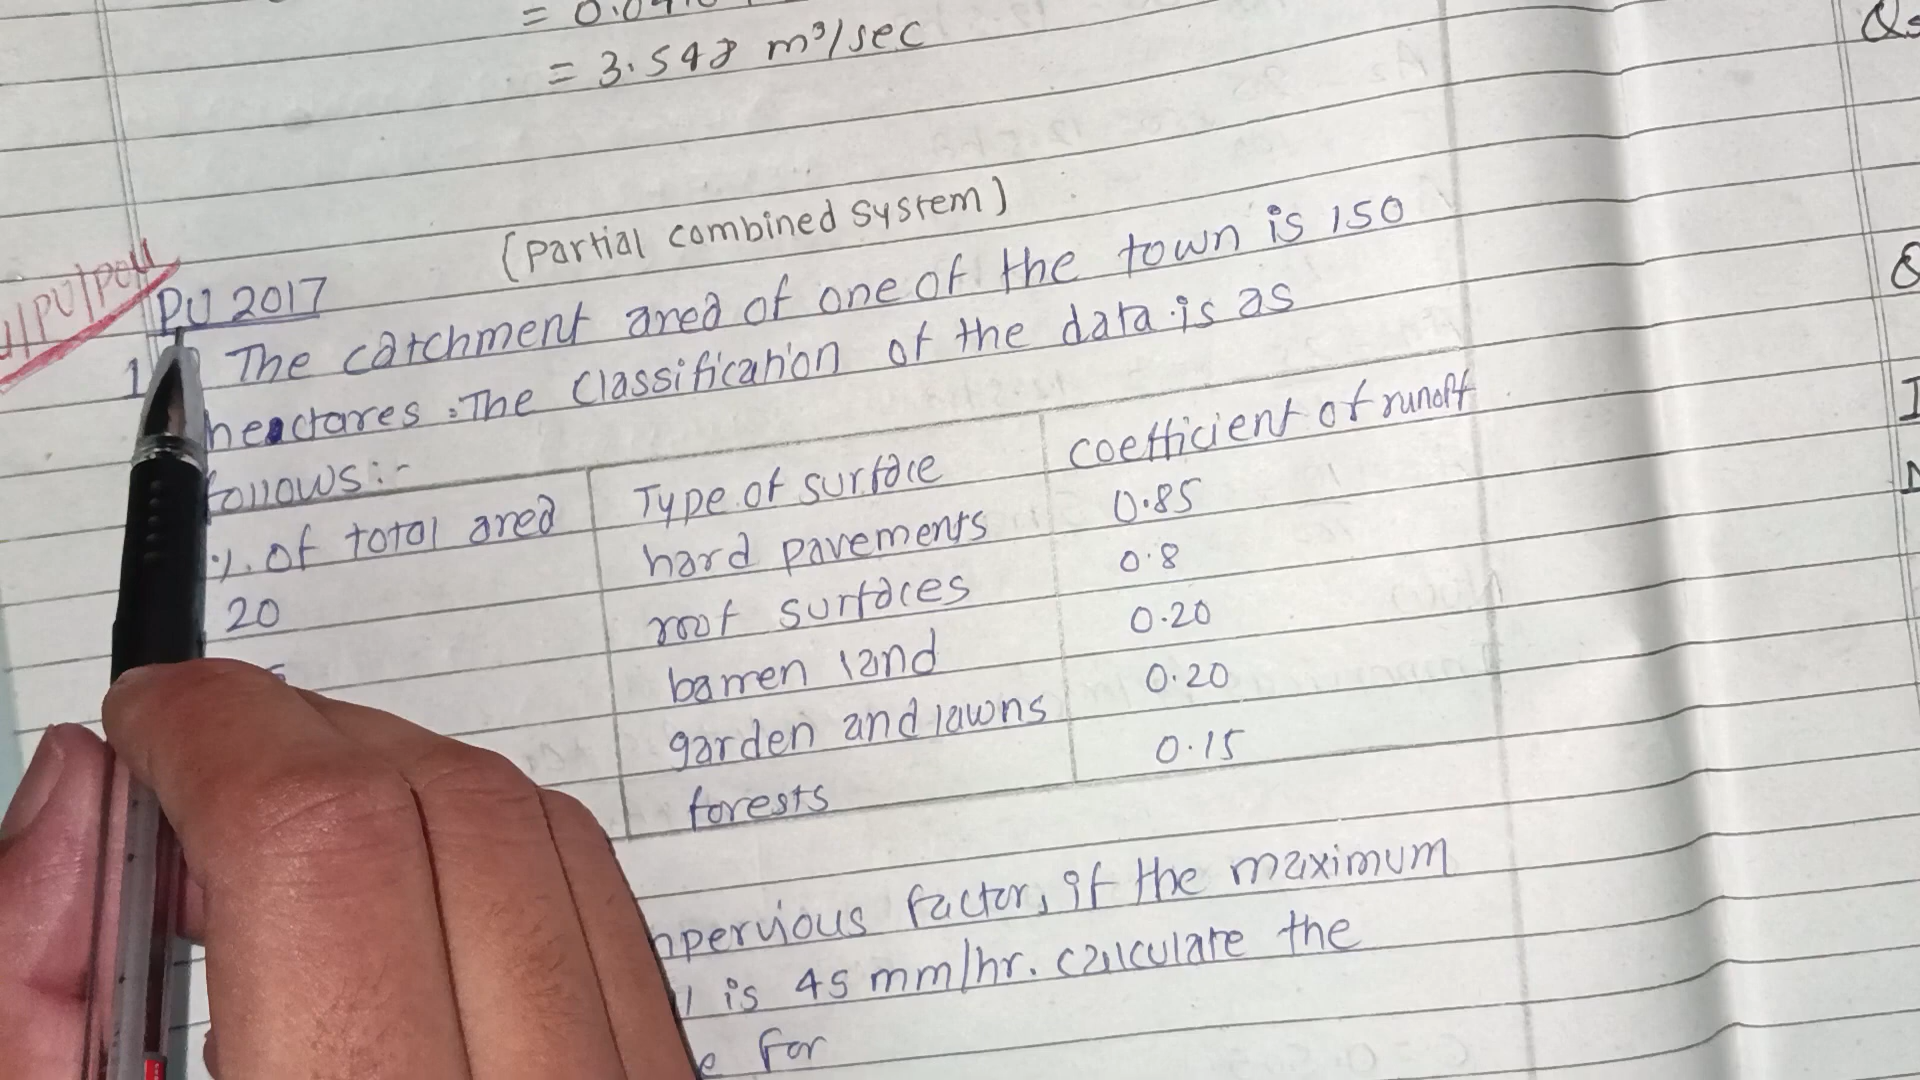 = 3.548 m³/sec
(Partial combined system)
PU 2017
The catchment area of one of the town is 150
hectares. The classification of the data is as
follows:-
%. of total area Type of surface coefficient of runoff
20 hard pavements 0.85
roof surfaces 0.8
barren land 0.20
garden and lawns 0.20
forests 0.15
factor, if the maximum
is 45 mm/hr. calculate the
for